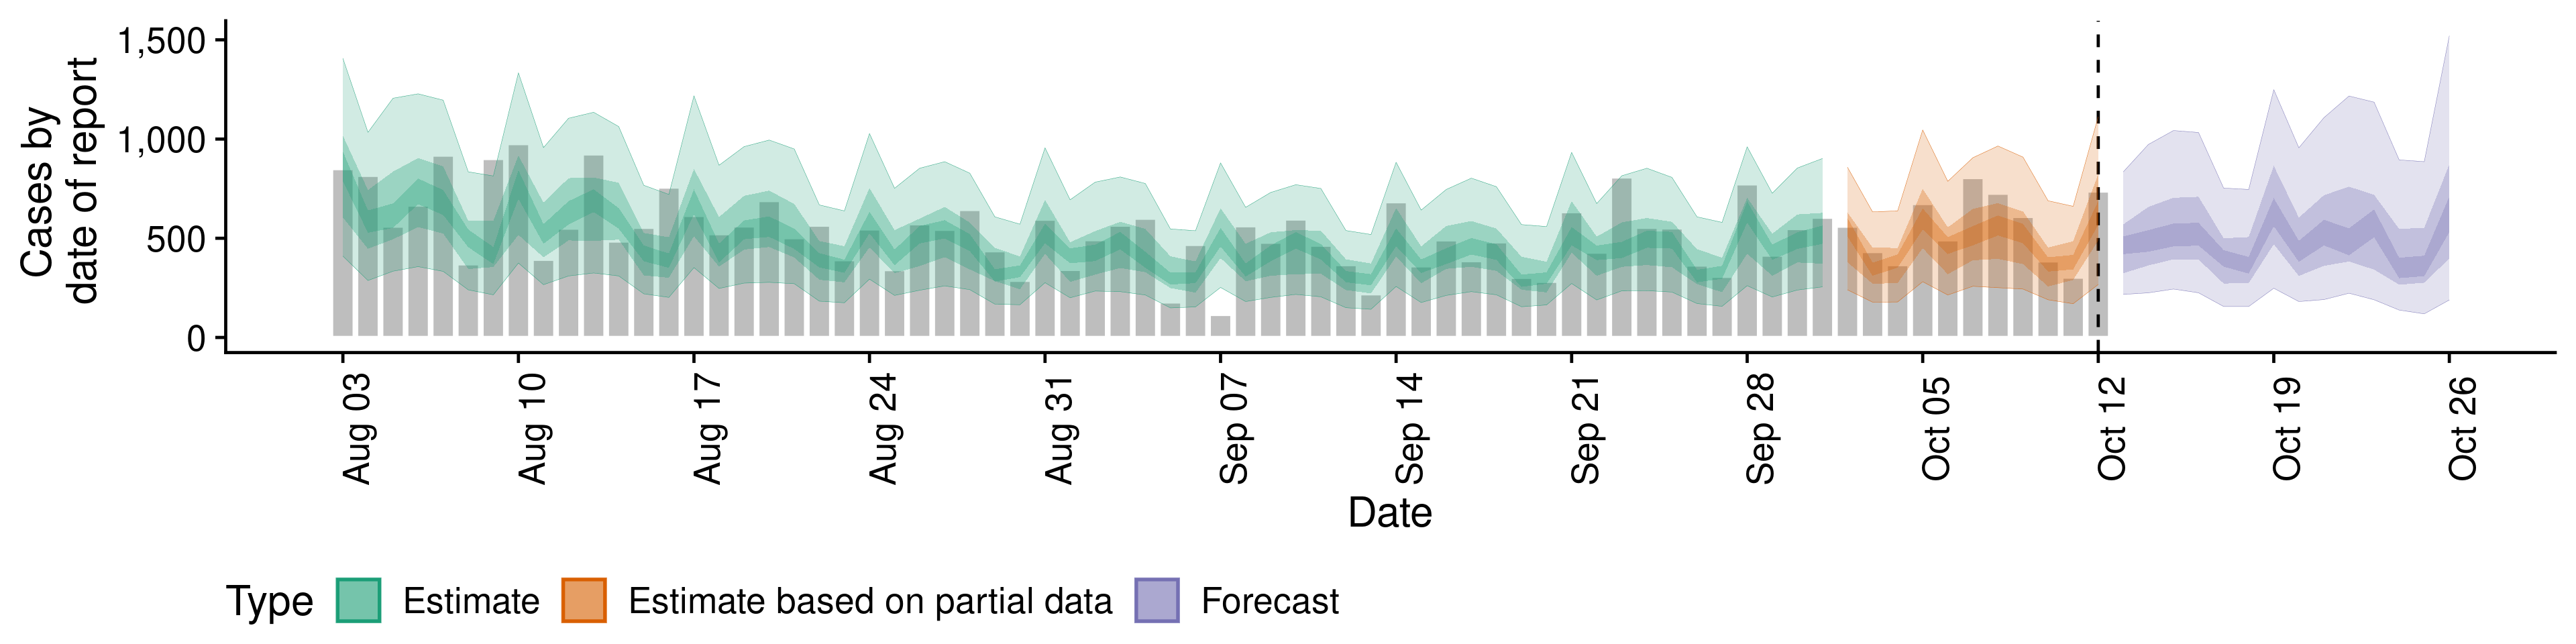 Cases by
date of report
1,500
1,000
500
0
Aug 03
Aug 10
Aug 17
Aug 24
Aug 31
Sep 07
Sep 14
Sep 21
Sep 28
Oct 05
Oct 12
Oct 19
Oct 26
Date
Type Estimate Estimate based on partial data Forecast